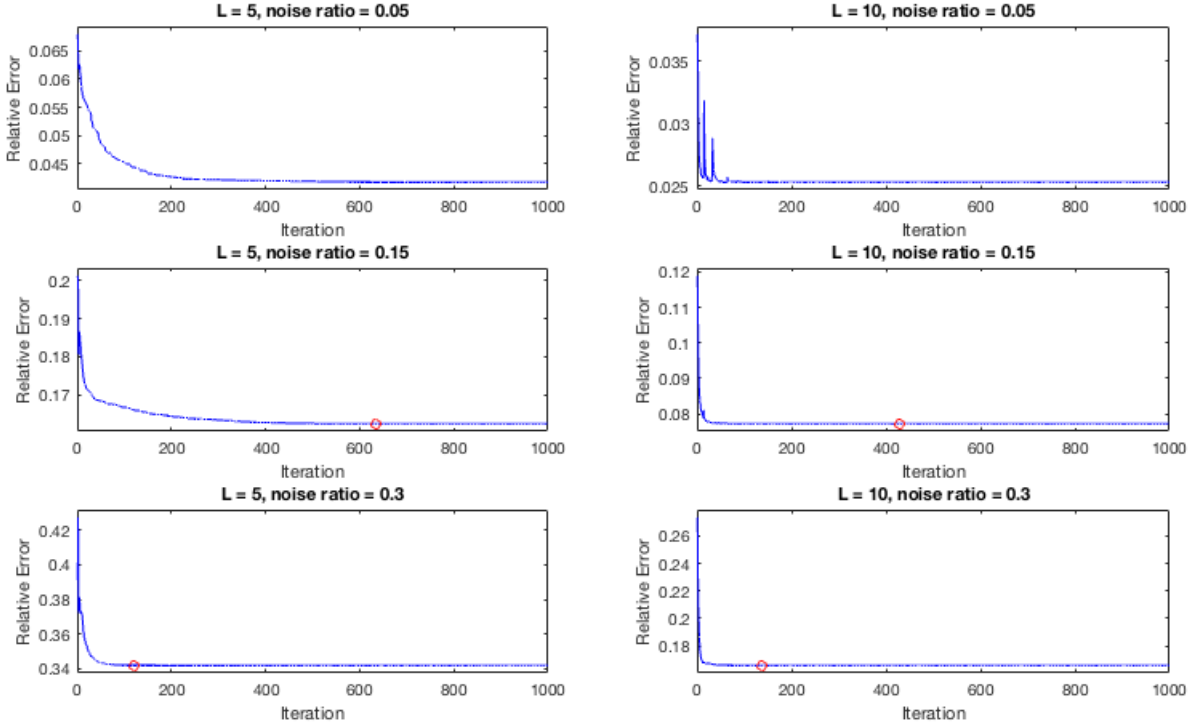 L = 5, noise ratio = 0.05
Relative Error
0.065
0.06
0.055
0.05
0.045
0 200 400 600 800 1000
Iteration
L = 10, noise ratio = 0.05
Relative Error
0.035
0.03
0.025
0 200 400 600 800 1000
Iteration
L = 5, noise ratio = 0.15
Relative Error
0.2
0.19
0.18
0.17
0 200 400 600 800 1000
Iteration
L = 10, noise ratio = 0.15
Relative Error
0.12
0.11
0.1
0.09
0.08
0 200 400 600 800 1000
Iteration
L = 5, noise ratio = 0.3
Relative Error
0.42
0.4
0.38
0.36
0.34
0 200 400 600 800 1000
Iteration
L = 10, noise ratio = 0.3
Relative Error
0.26
0.24
0.22
0.2
0.18
0 200 400 600 800 1000
Iteration